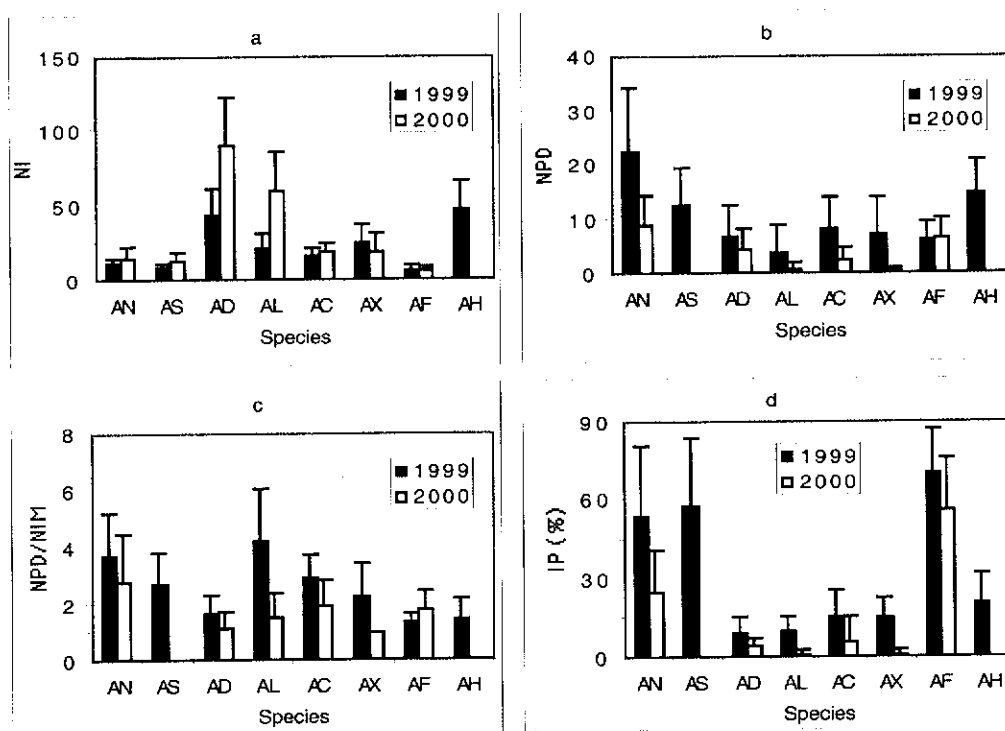 a
150
100
50
0
NI
1999
2000
AN AS AD AL AC AX AF AH
Species
b
40
30
20
10
0
NPD
1999
2000
AN AS AD AL AC AX AF AH
Species
c
8
6
4
2
0
NPD/NIM
1999
2000
AN AS AD AL AC AX AF AH
Species
d
90
60
30
0
IP(%)
1999
2000
AN AS AD AL AC AX AF AH
Species